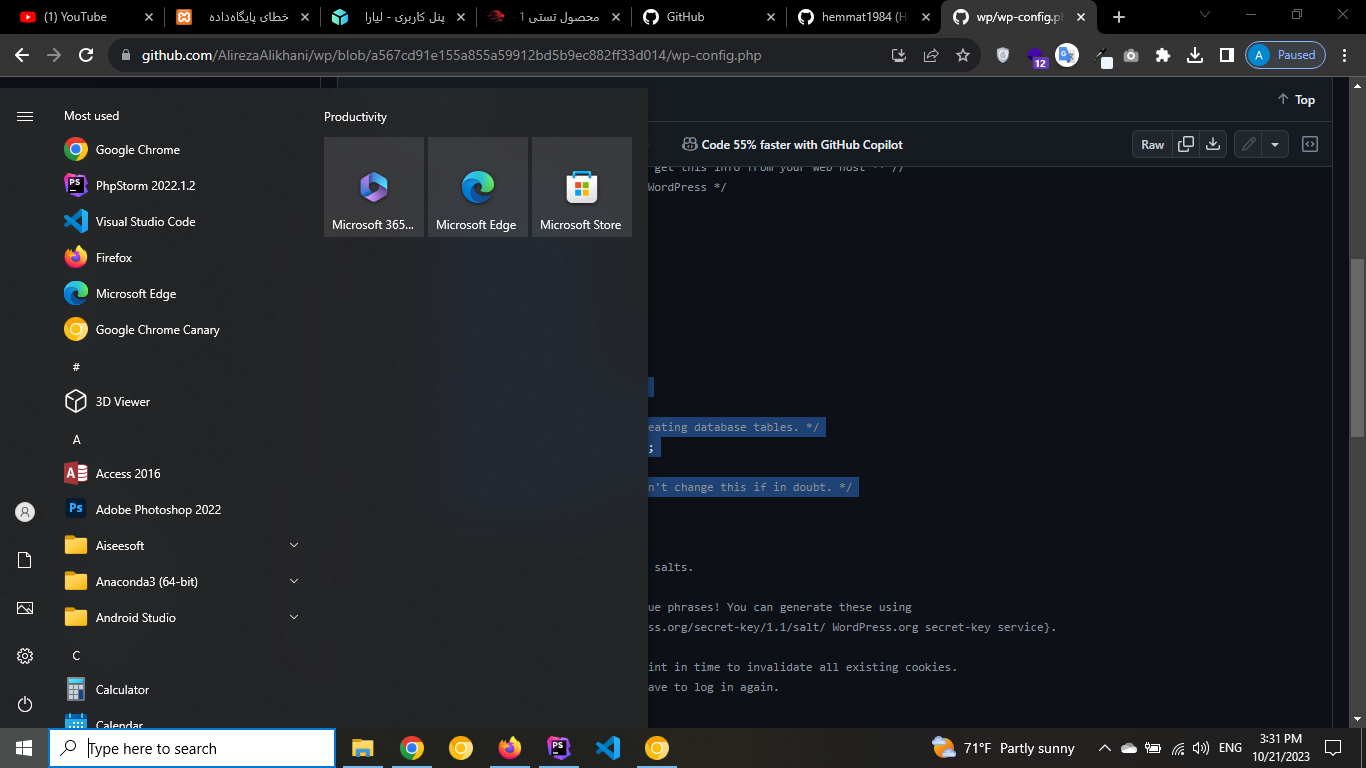 (1) YouTube
خطای پایگاه‌داده
پنل کاربری - لیارا
محصول تستی 1 -
GitHub
hemmat1984 (H
wp/wp-config.p
github.com/AlirezaAlikhani/wp/blob/a567cd91e155a855a59912bd5b9ec882ff33d014/wp-config.php
12
A
Paused
Top
Code 55% faster with GitHub Copilot
Raw
get this info from your web host ** //
WordPress */
eating database tables. */
;
n't change this if in doubt. */
salts.
ue phrases! You can generate these using
ss.org/secret-key/1.1/salt/ WordPress.org secret-key service}.
int in time to invalidate all existing cookies.
ave to log in again.
Most used
Google Chrome
PhpStorm 2022.1.2
Visual Studio Code
Firefox
Microsoft Edge
Google Chrome Canary
#
3D Viewer
A
Access 2016
Adobe Photoshop 2022
Aiseesoft
Anaconda3 (64-bit)
Android Studio
C
Calculator
Calendar
Productivity
Microsoft 365...
Microsoft Edge
Microsoft Store
Type here to search
71°F Partly sunny
ENG
3:31 PM
10/21/2023